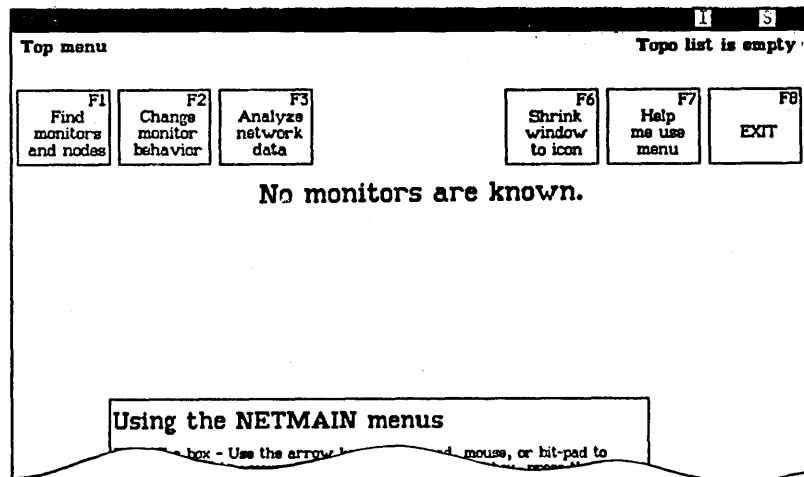 I S
Top menu Topo list is empty
F1 Find monitors and nodes
F2 Change monitor behavior
F3 Analyze network data
F6 Shrink window to icon
F7 Help me use menu
F8 EXIT
No monitors are known.
Using the NETMAIN menus
box - Use the arrow mouse, or bit-pad to